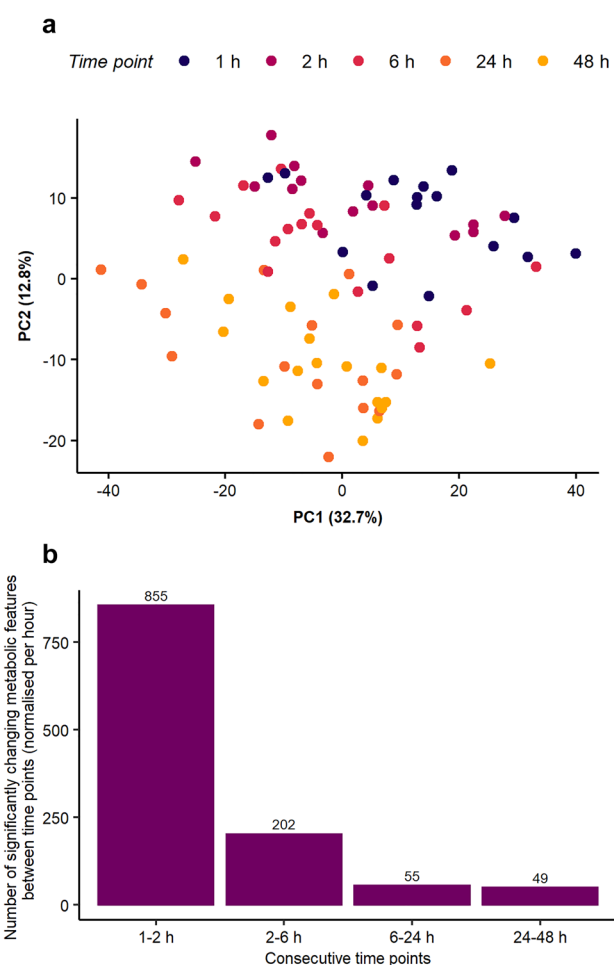 a
Time point 1 h 2 h 6 h 24 h 48 h
PC2 (12.8%)
10
0
-10
-20
-40 -20 0 20 40
PC1 (32.7%)
b
Number of significantly changing metabolic features
between time points (normalised per hour)
750
500
250
0
855
202
55
49
1-2 h 2-6 h 6-24 h 24-48 h
Consecutive time points